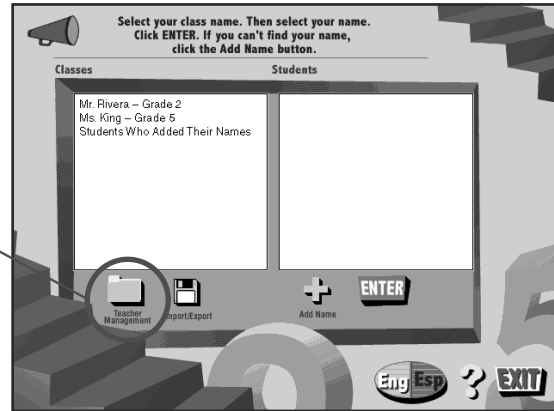 Select your class name. Then select your name.
Click ENTER. If you can't find your name,
click the Add Name button.
Classes Students
Mr. Rivera – Grade 2
Ms. King – Grade 5
Students Who Added Their Names
ENTER
Teacher
Management
Import/Export
Add Name
Eng Esp
?
EXIT